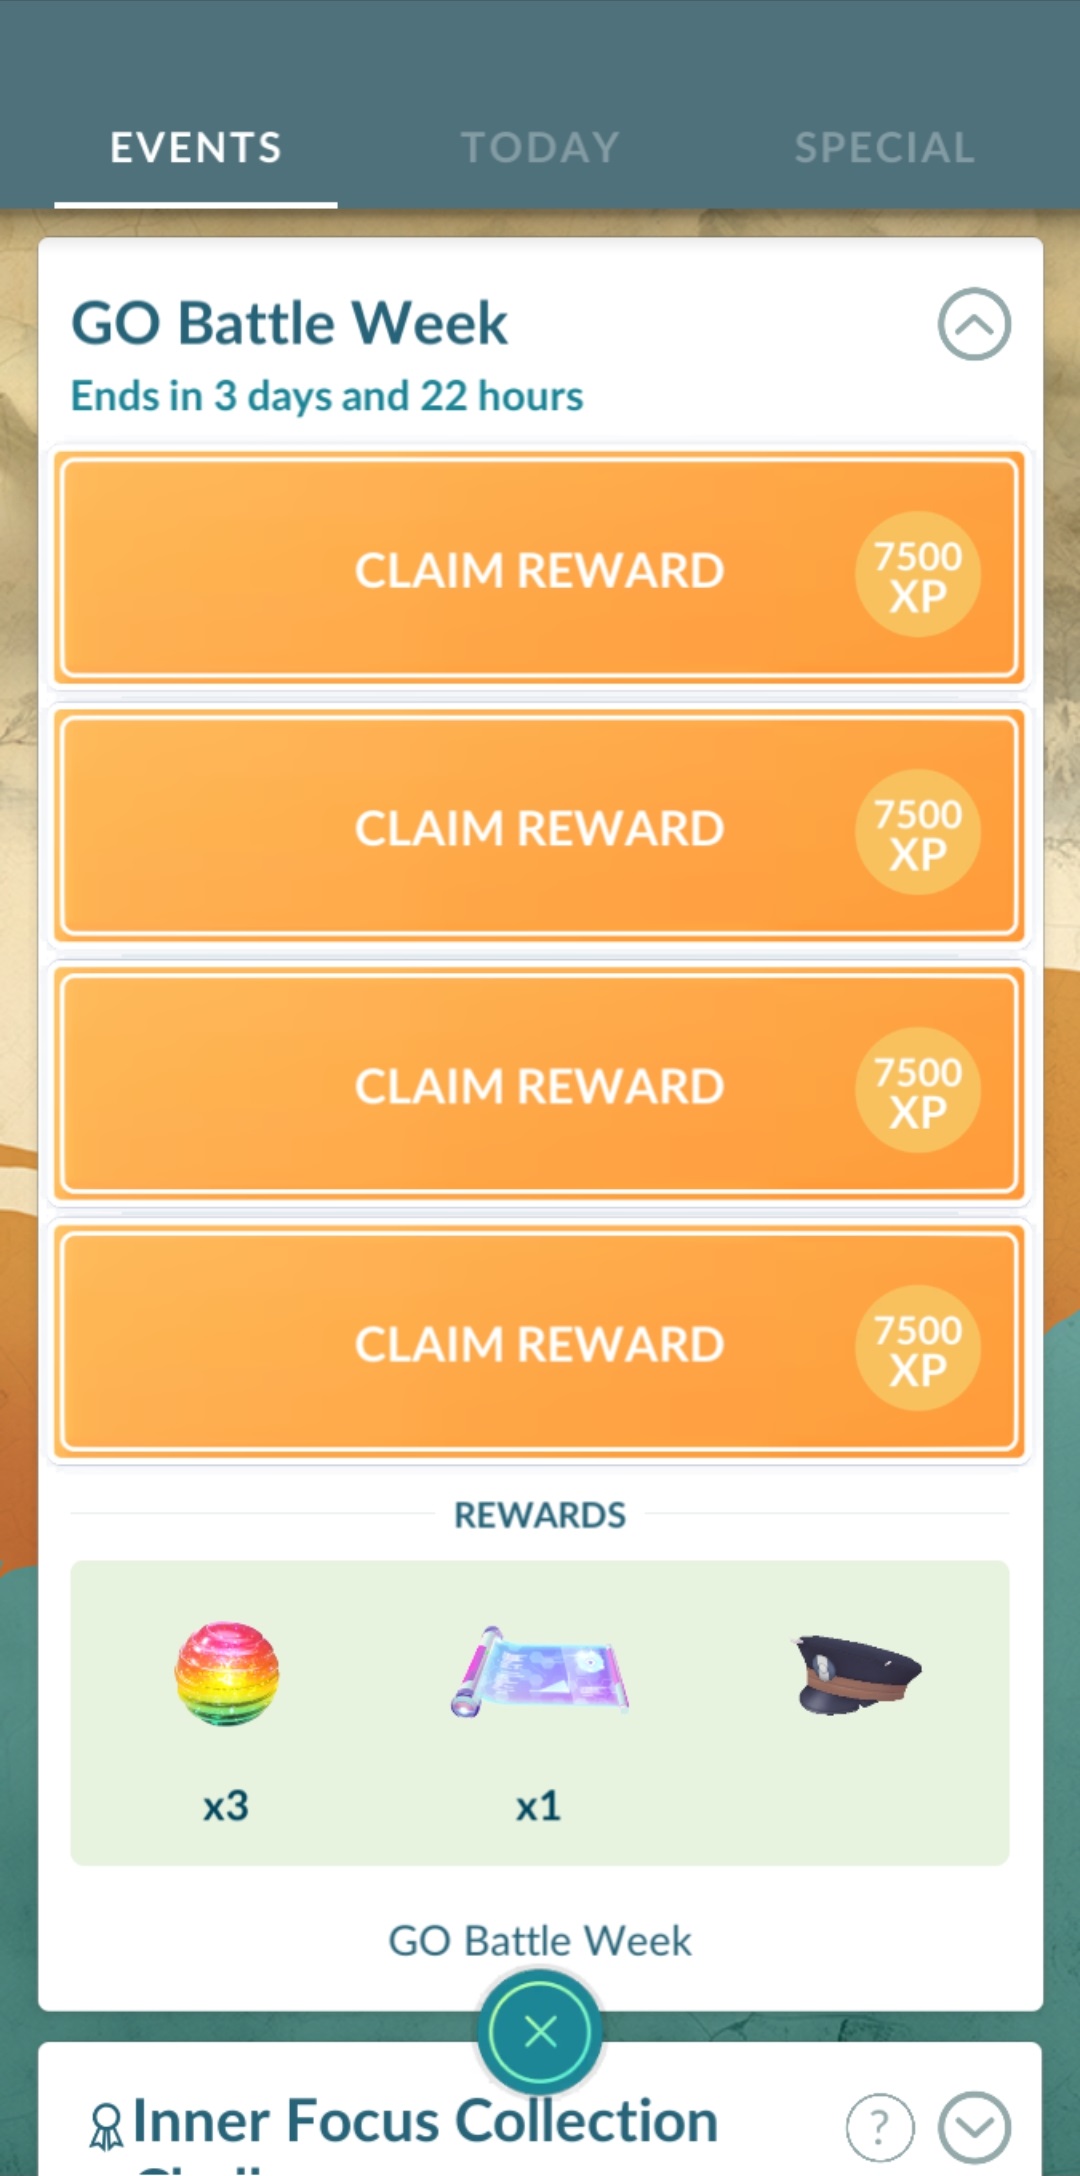 EVENTS TODAY SPECIAL
GO Battle Week
Ends in 3 days and 22 hours
CLAIM REWARD 7500 XP
CLAIM REWARD 7500 XP
CLAIM REWARD 7500 XP
CLAIM REWARD 7500 XP
REWARDS
x3 x1
GO Battle Week
Inner Focus Collection ?